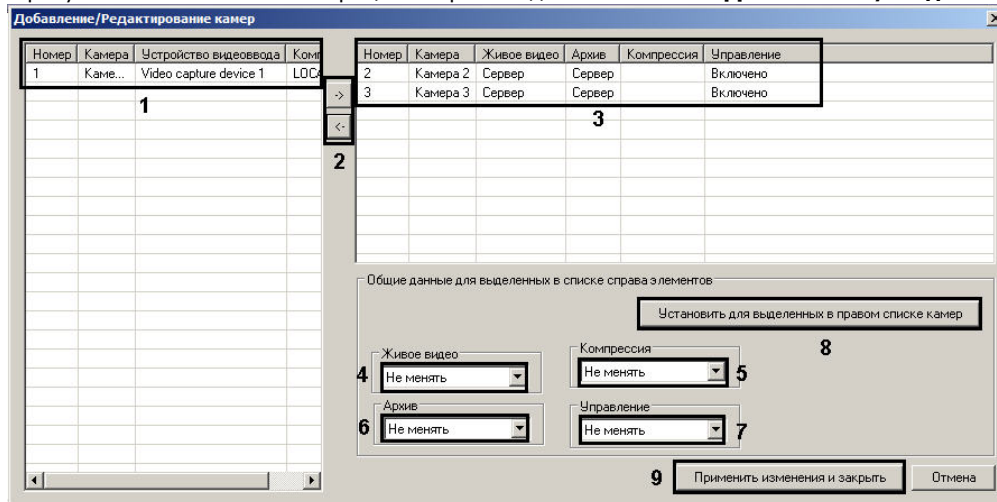 Добавление/Редактирование камер
Номер Камера Устройство видеоввода Комп
1 Каме... Video capture device 1 LOCA
1
->
<-
2
Номер Камера Живое видео Архив Компрессия Управление
2 Камера 2 Сервер Сервер Включено
3 Камера 3 Сервер Сервер Включено
3
Общие данные для выделенных в списке справа элементов
Установить для выделенных в правом списке камер
8
Живое видео
4 Не менять
Компрессия
Не менять 5
Архив
6 Не менять
Управление
Не менять 7
9 Применить изменения и закрыть Отмена